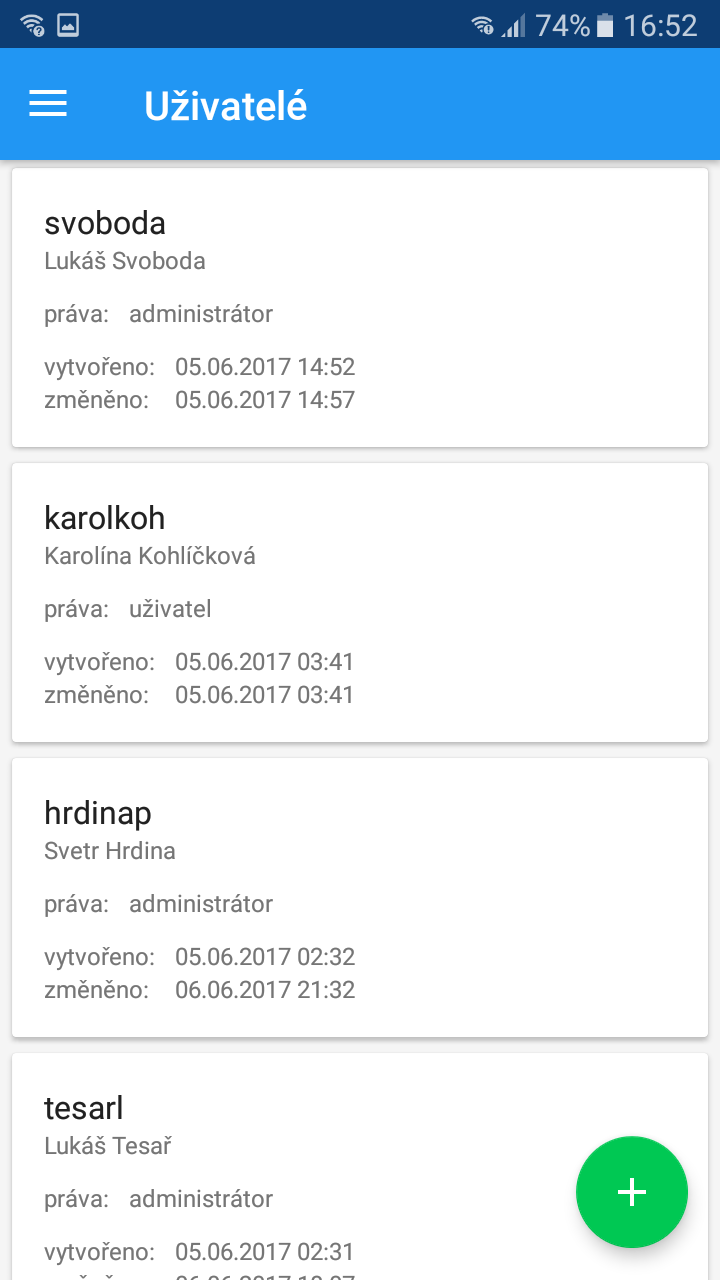 74% 16:52
Uživatelé
svoboda
Lukáš Svoboda
práva: administrátor
vytvořeno: 05.06.2017 14:52
změněno: 05.06.2017 14:57
karolkoh
Karolína Kohlíčková
práva: uživatel
vytvořeno: 05.06.2017 03:41
změněno: 05.06.2017 03:41
hrdinap
Svetr Hrdina
práva: administrátor
vytvořeno: 05.06.2017 02:32
změněno: 06.06.2017 21:32
tesarl
Lukáš Tesař
práva: administrátor
vytvořeno: 05.06.2017 02:31